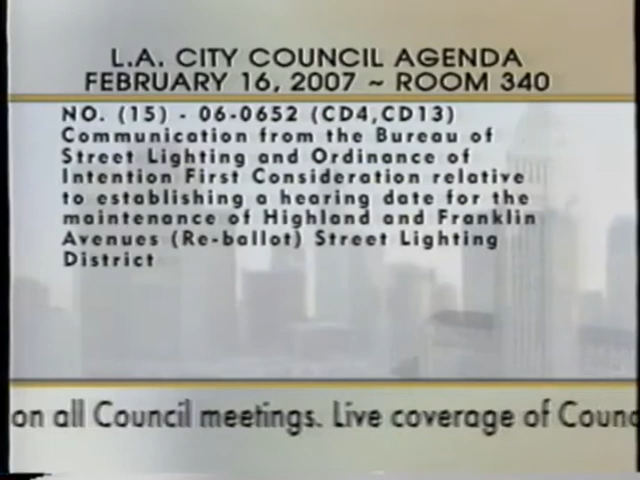 L.A. CITY COUNCIL AGENDA
FEBRUARY 16, 2007 ~ ROOM 340
NO. (15) - 06-0652 (CD4,CD13)
Communication from the Bureau of
Street Lighting and Ordinance of
Intention First Consideration relative
to establishing a hearing date for the
maintenance of Highland and Franklin
Avenues (Re-ballot) Street Lighting
District
on all Council meetings. Live coverage of Counc